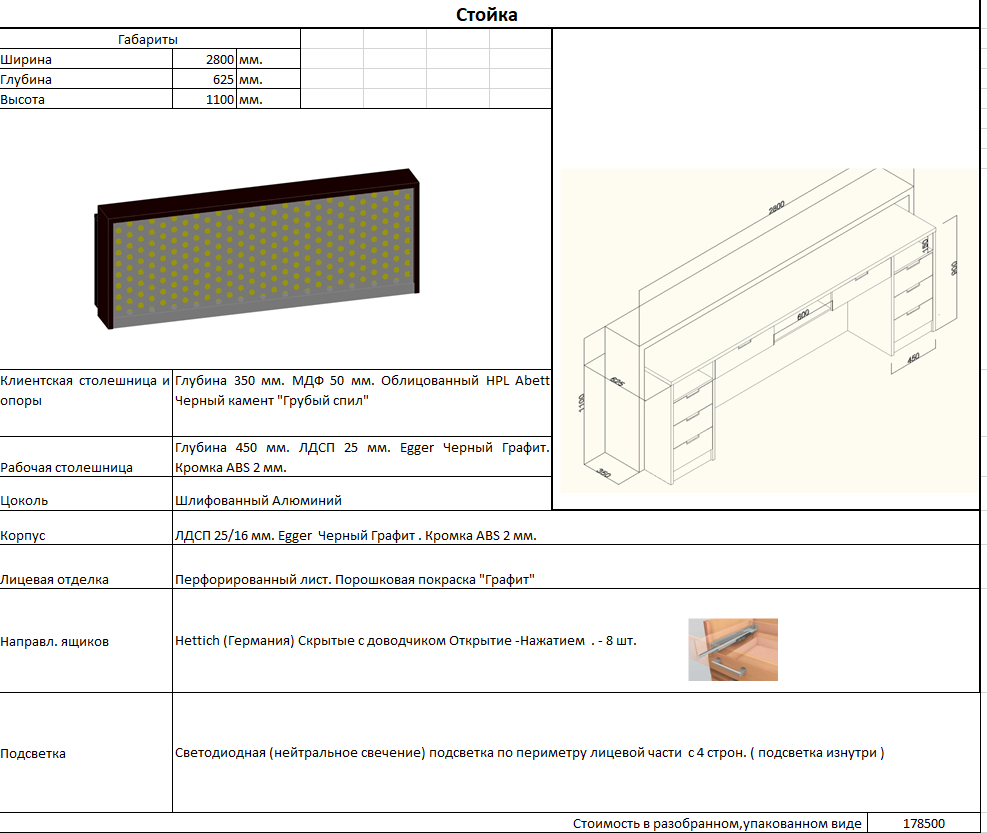 Стойка
Габариты
Ширина 2800 мм.
Глубина 625 мм.
Высота 1100 мм.
2800
150
900
600
450
625
1100
350
Клиентская столешница и опоры
Глубина 350 мм. МДФ 50 мм. Облицованный HPL Abett
Черный камент "Грубый спил"
Рабочая столешница
Глубина 450 мм. ЛДСП 25 мм. Egger Черный Графит.
Кромка ABS 2 мм.
Цоколь Шлифованный Алюминий
Корпус ЛДСП 25/16 мм. Egger Черный Графит . Кромка ABS 2 мм.
Лицевая отделка Перфорированный лист. Порошковая покраска "Графит"
Направл. ящиков Hettich (Германия) Скрытые с доводчиком Открытие -Нажатием . - 8 шт.
Подсветка Светодиодная (нейтральное свечение) подсветка по периметру лицевой части с 4 строн. ( подсветка изнутри )
Стоимость в разобранном,упакованном виде 178500